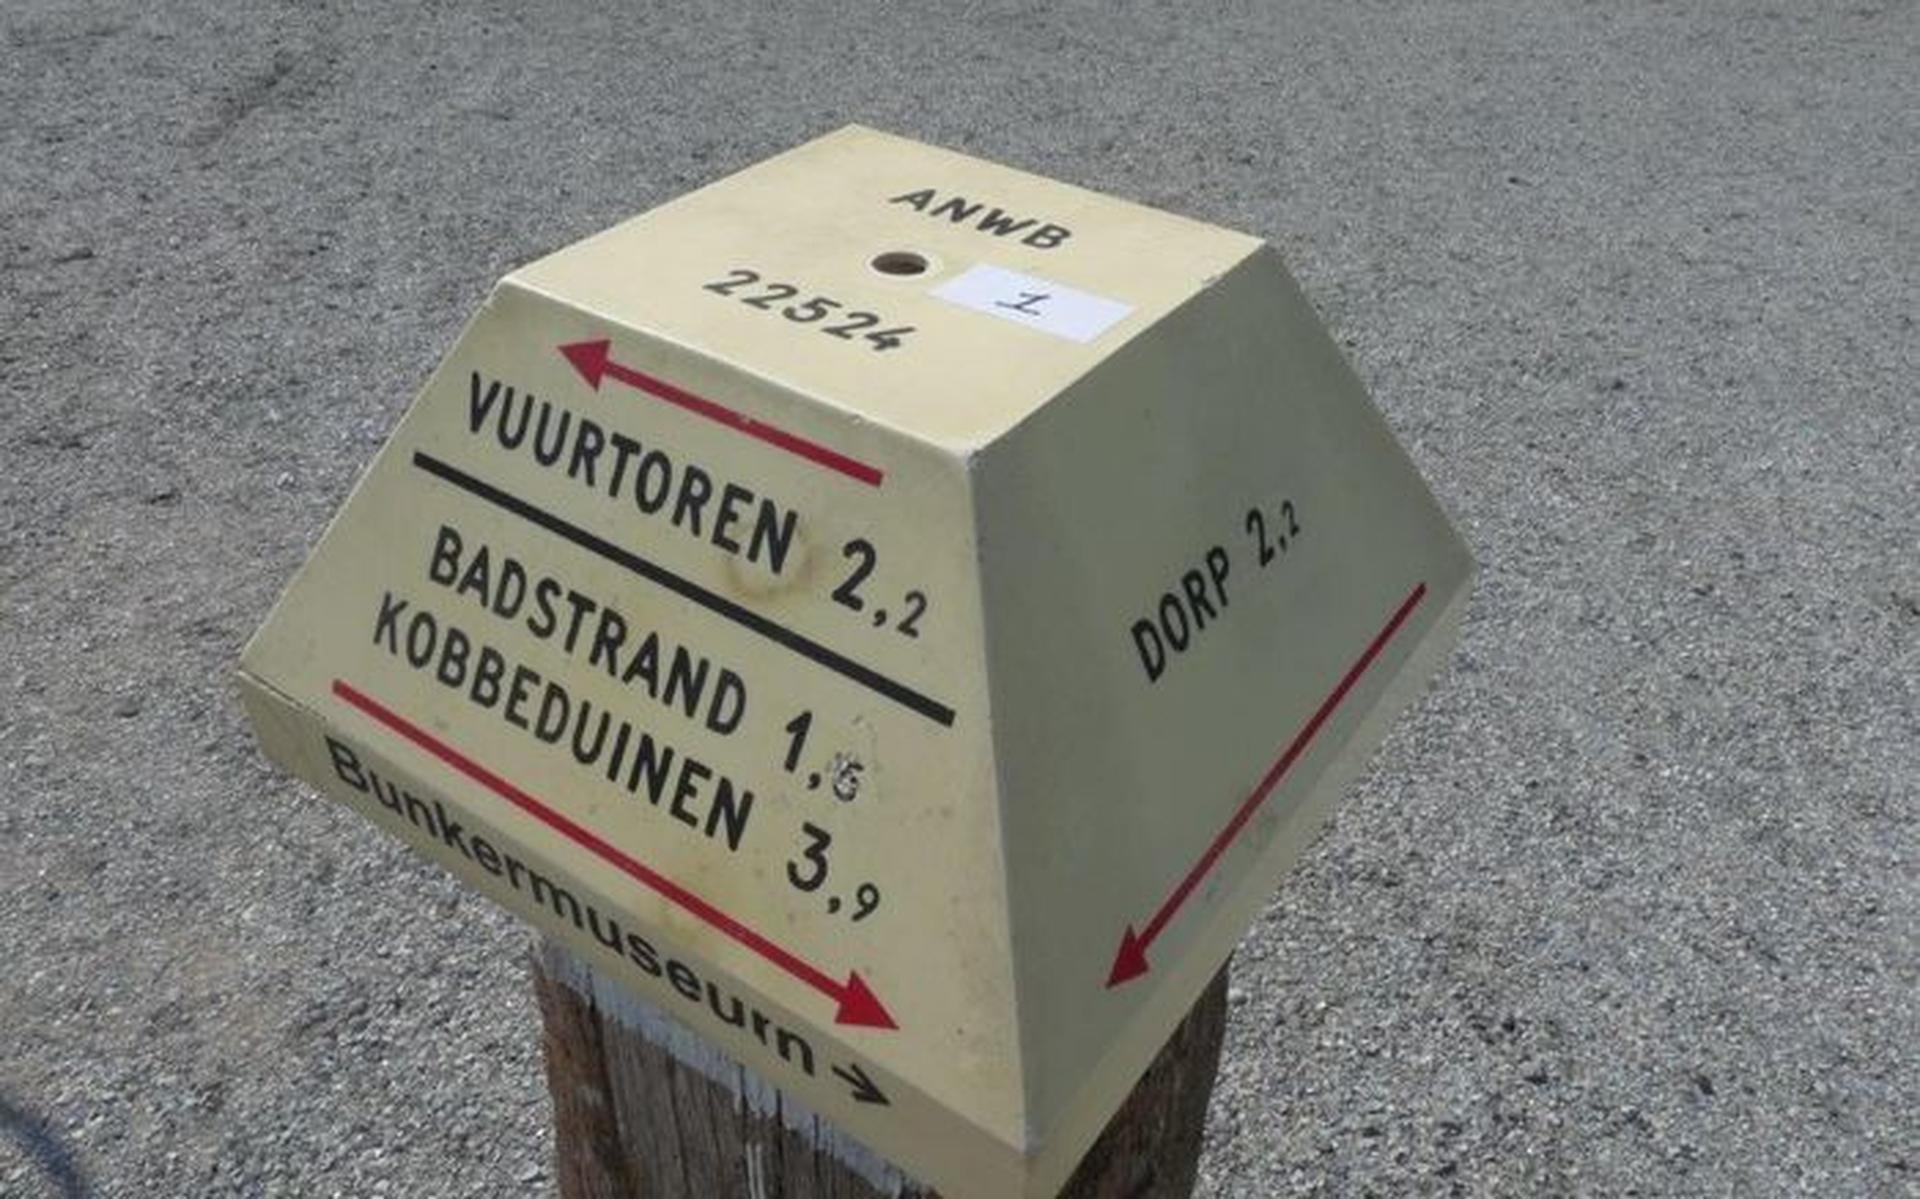 ANWB
1
22524
VUURTOREN 2,2
BADSTRAND 1,6
KOBBEDUINEN 3,9
Bunkermuseum →
DORP 2,2